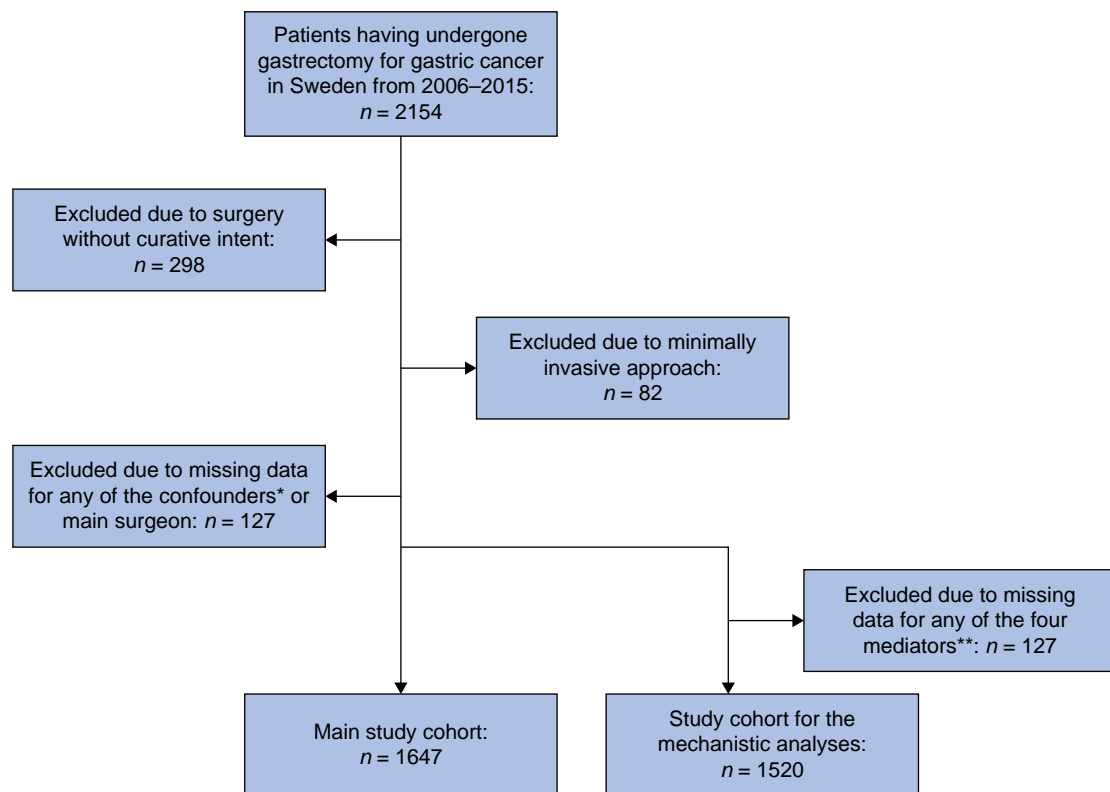 Patients having undergone
gastrectomy for gastric cancer
in Sweden from 2006–2015:
n = 2154
Excluded due to surgery
without curative intent:
n = 298
Excluded due to minimally
invasive approach:
n = 82
Excluded due to missing data
for any of the confounders* or
main surgeon: n = 127
Excluded due to missing
data for any of the four
mediators**: n = 127
Main study cohort:
n = 1647
Study cohort for the
mechanistic analyses:
n = 1520